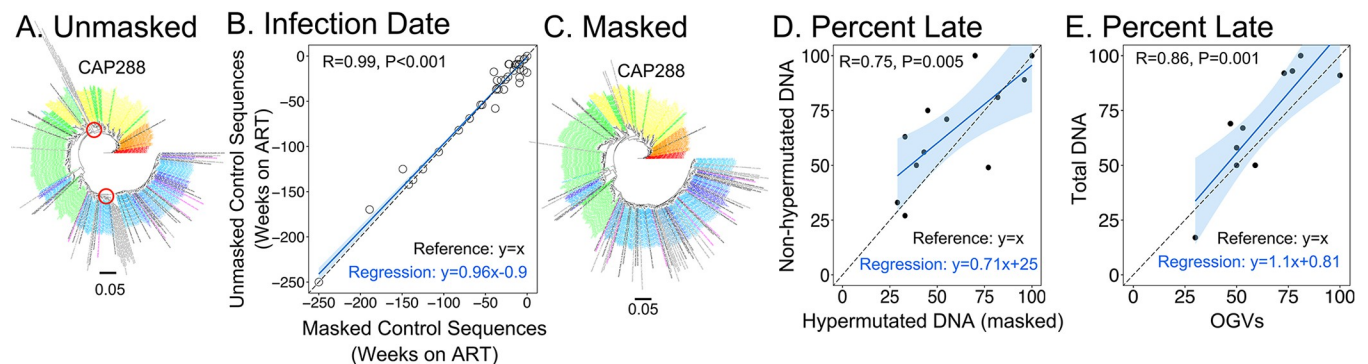 A. Unmasked
CAP288
0.05
B. Infection Date
Unmasked Control Sequences
(Weeks on ART)
R=0.99, P<0.001
0
−50
−100
−150
−200
−250
Reference: y=x
Regression: y=0.96x-0.9
−250 −200 −150 −100 −50 0
Masked Control Sequences
(Weeks on ART)
C. Masked
CAP288
0.05
D. Percent Late
Non-hypermutated DNA
R=0.75, P=0.005
100
75
50
25
0
Reference: y=x
Regression: y=0.71x+25
0 25 50 75 100
Hypermutated DNA (masked)
E. Percent Late
Total DNA
R=0.86, P=0.001
100
75
50
25
0
Reference: y=x
Regression: y=1.1x+0.81
0 25 50 75 100
OGVs